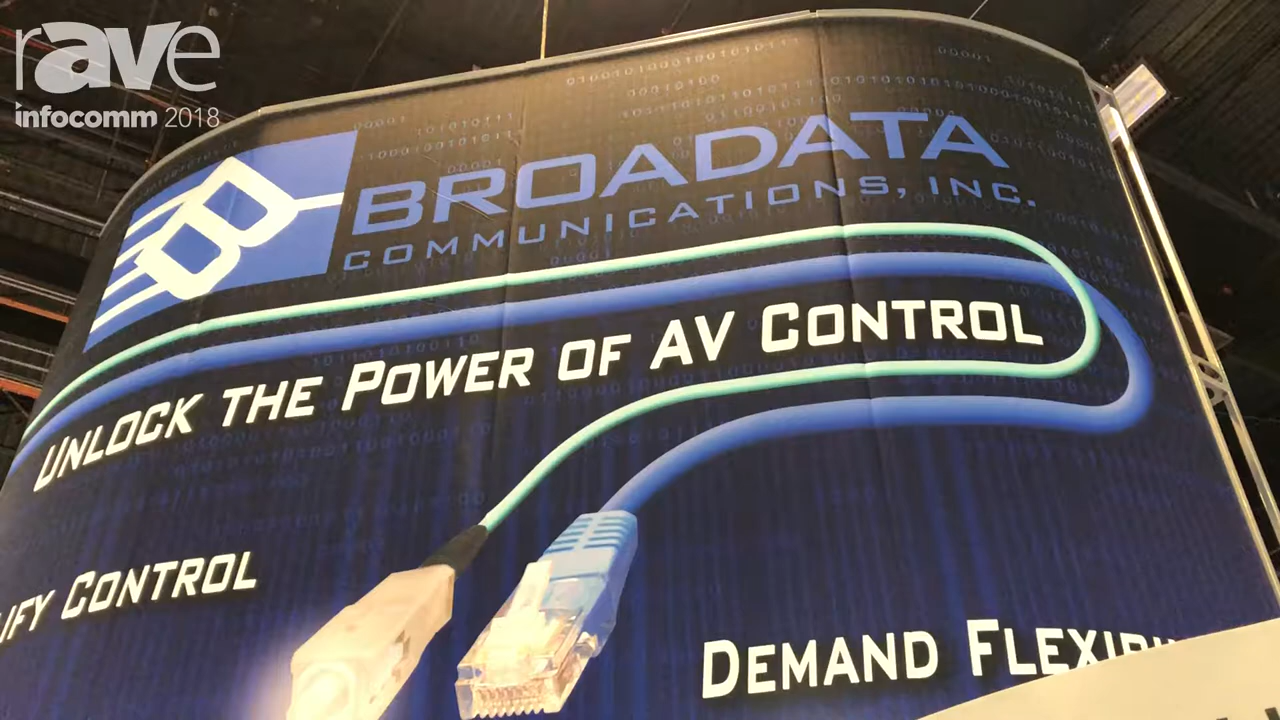 rAVe
infocomm 2018
BROADATA
COMMUNICATIONS, INC.
UNLOCK THE POWER OF AV CONTROL
CONTROL
DEMAND